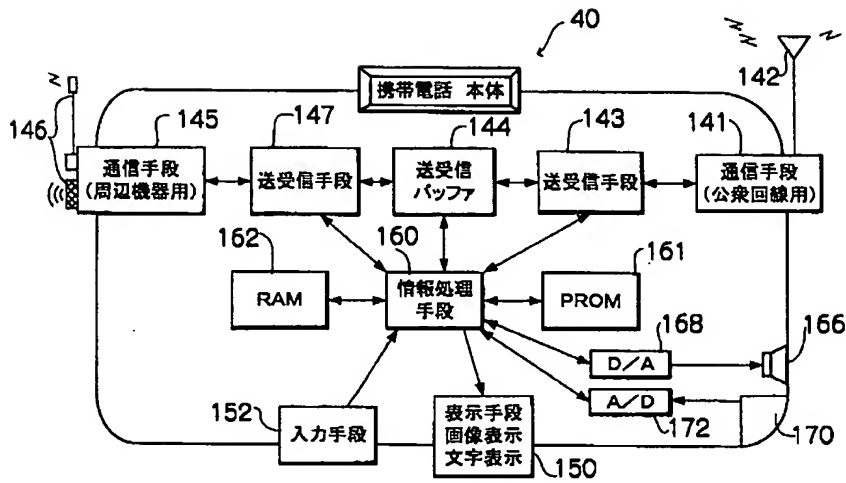 40
142
携帯電話 本体
146
145
147
144
143
141
通信手段
(周辺機器用)
送受信手段
送受信
バッファ
送受信手段
通信手段
(公衆回線用)
162
160
161
RAM
情報処理
手段
PROM
168
166
D/A
152
A/D
入力手段
表示手段
画像表示
文字表示
172
170
150